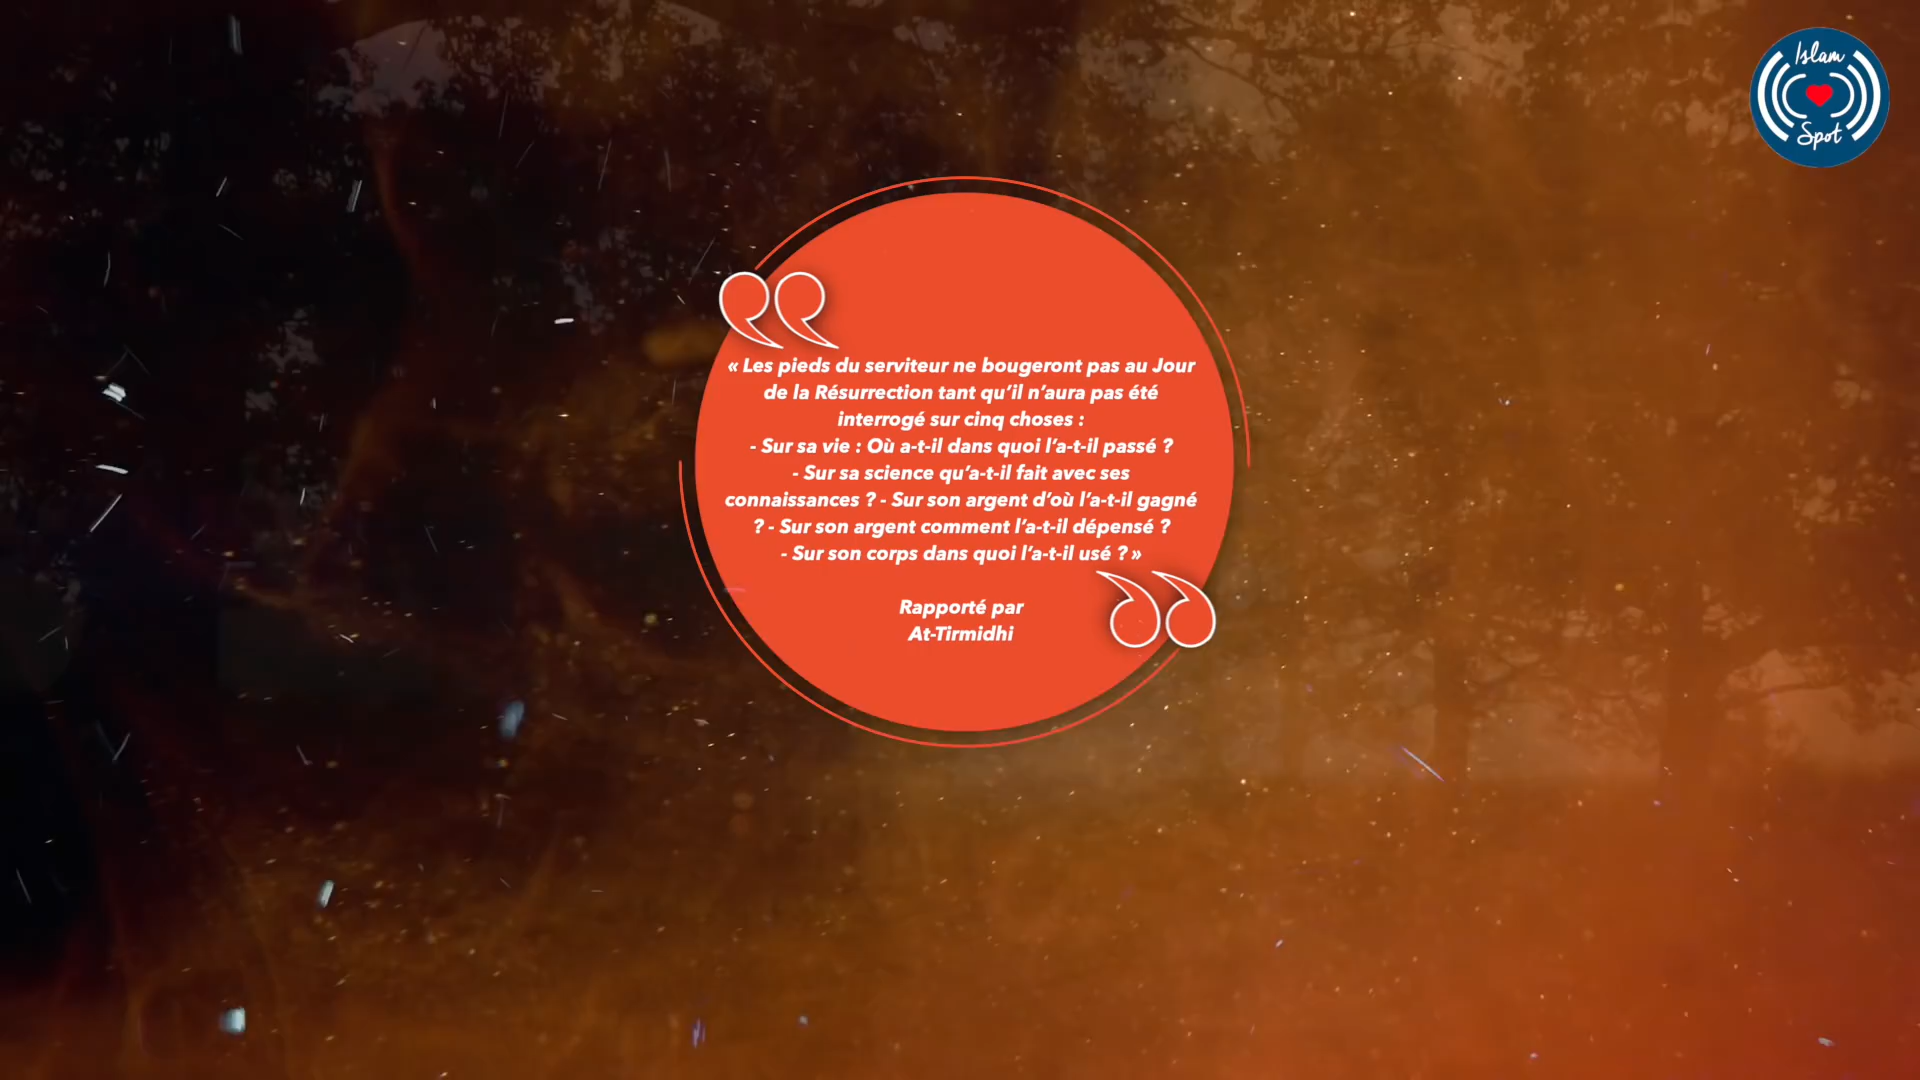 Islam
Spot
« Les pieds du serviteur ne bougeront pas au Jour
de la Résurrection tant qu’il n’aura pas été
interrogé sur cinq choses :
- Sur sa vie : Où a-t-il dans quoi l’a-t-il passé ?
- Sur sa science qu’a-t-il fait avec ses
connaissances ? - Sur son argent d’où l’a-t-il gagné
? - Sur son argent comment l’a-t-il dépensé ?
- Sur son corps dans quoi l’a-t-il usé ? »
Rapporté par
At-Tirmidhi